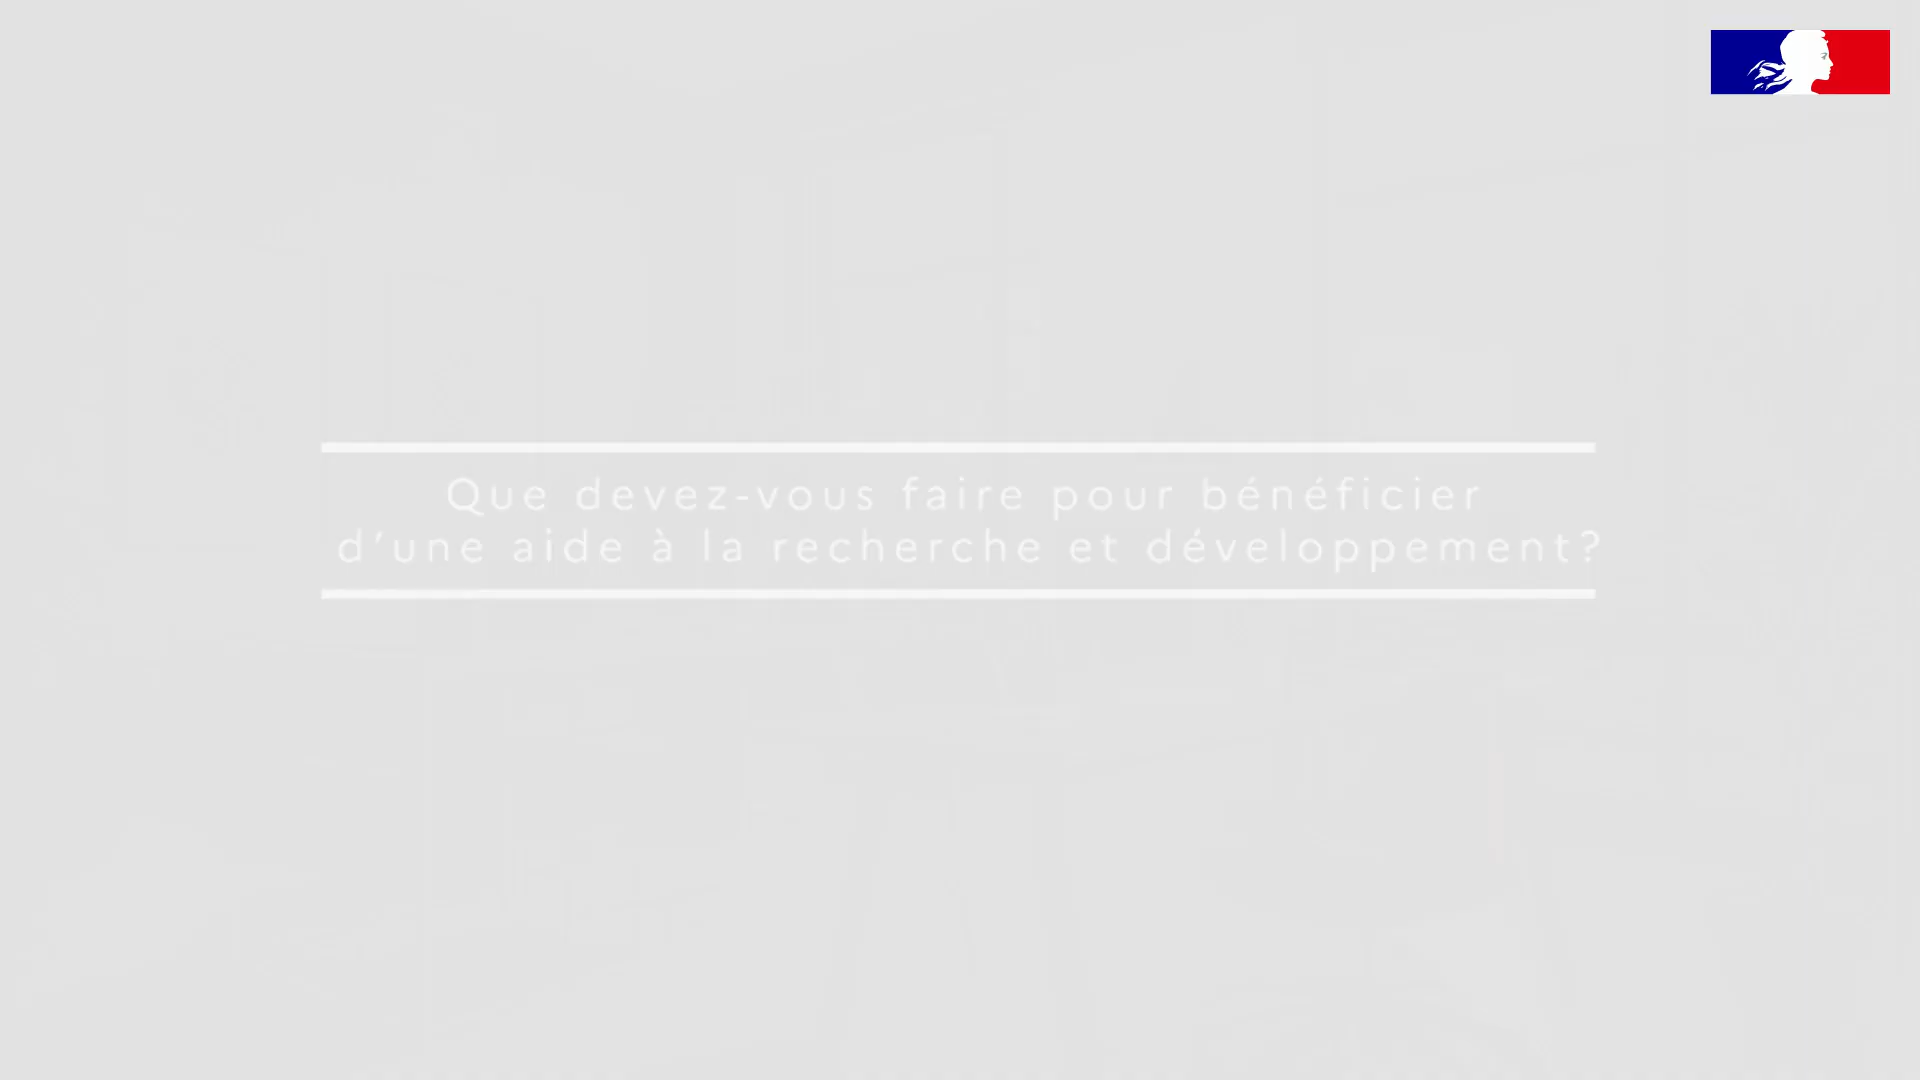 Que devez-vous faire pour bénéficier
d’une aide à la recherche et développement?